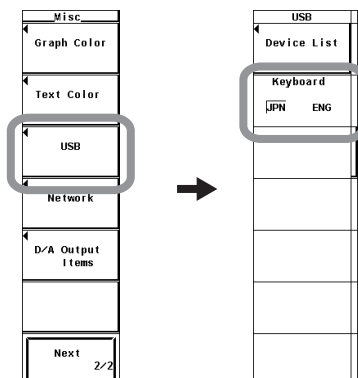 Misc
Graph Color
Text Color
USB
Network
D/A Output
Items
Next
2/2
USB
Device List
Keyboard
JPN ENG